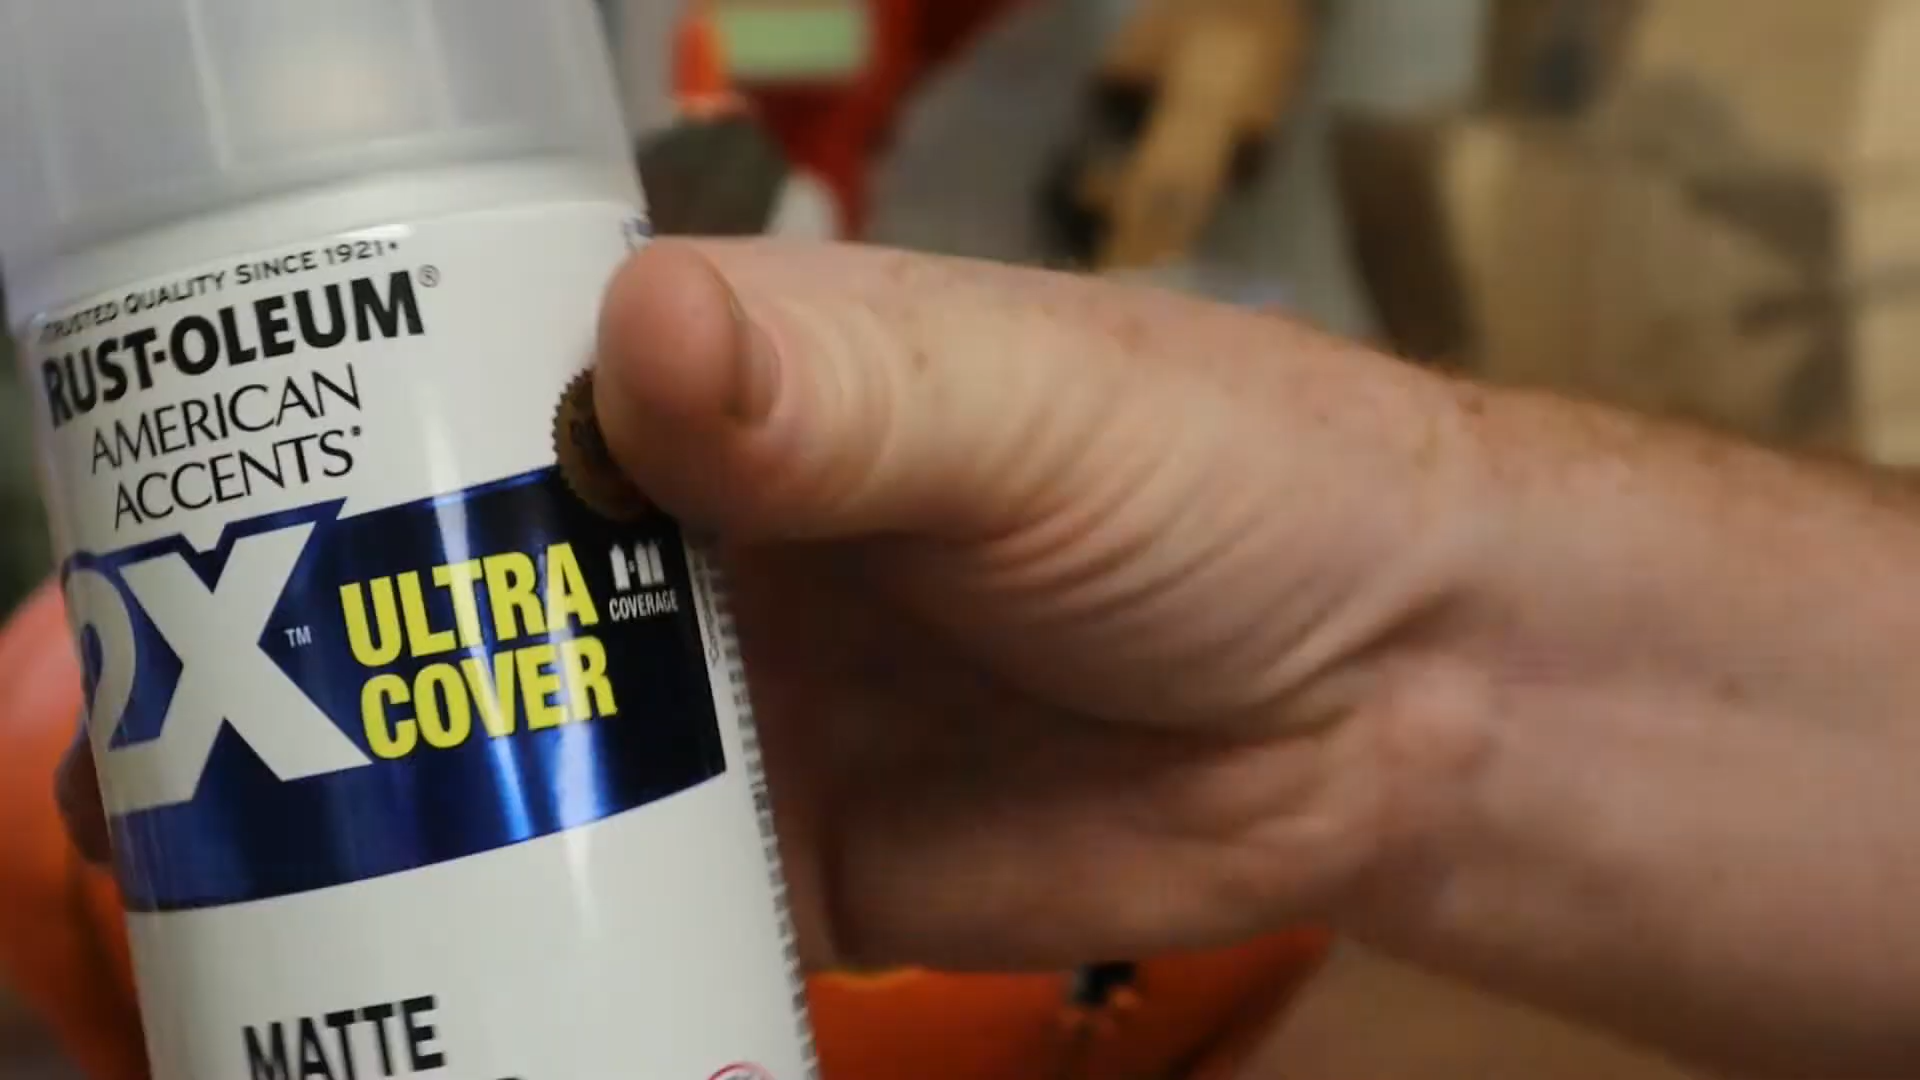 TRUSTED QUALITY SINCE 1921•
RUST-OLEUM®
AMERICAN
ACCENTS®
2X™ ULTRA
COVER
COVERAGE
MATTE